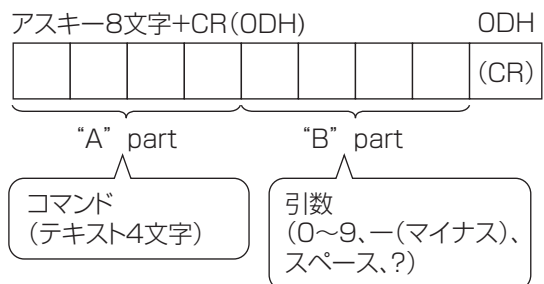 アスキー8文字+CR(0DH) 0DH
(CR)
“A” part “B” part
コマンド
(テキスト4文字)
引数
(0〜9、ー(マイナス)、
スペース、?)